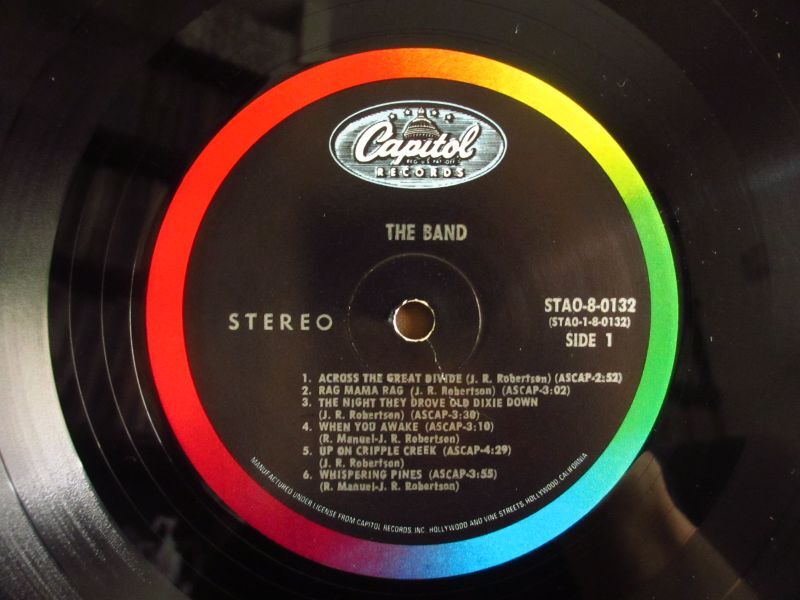 Capitol
REG. U.S. PAT. OFF.
RECORDS
THE BAND
STEREO
STAO-8-0132
(STAO-1-8-0132)
SIDE 1
1. ACROSS THE GREAT DIVIDE (J. R. Robertson) (ASCAP-2:52)
2. RAG MAMA RAG (J. R. Robertson) (ASCAP-3:02)
3. THE NIGHT THEY DROVE OLD DIXIE DOWN
(J. R. Robertson) (ASCAP-3:30)
4. WHEN YOU AWAKE (ASCAP-3:10)
(R. Manuel-J. R. Robertson)
5. UP ON CRIPPLE CREEK (ASCAP-4:29)
(J. R. Robertson)
6. WHISPERING PINES (ASCAP-3:55)
(R. Manuel-J. R. Robertson)
MANUFACTURED UNDER LICENSE FROM CAPITOL RECORDS, INC. HOLLYWOOD AND VINE STREETS, HOLLYWOOD, CALIFORNIA